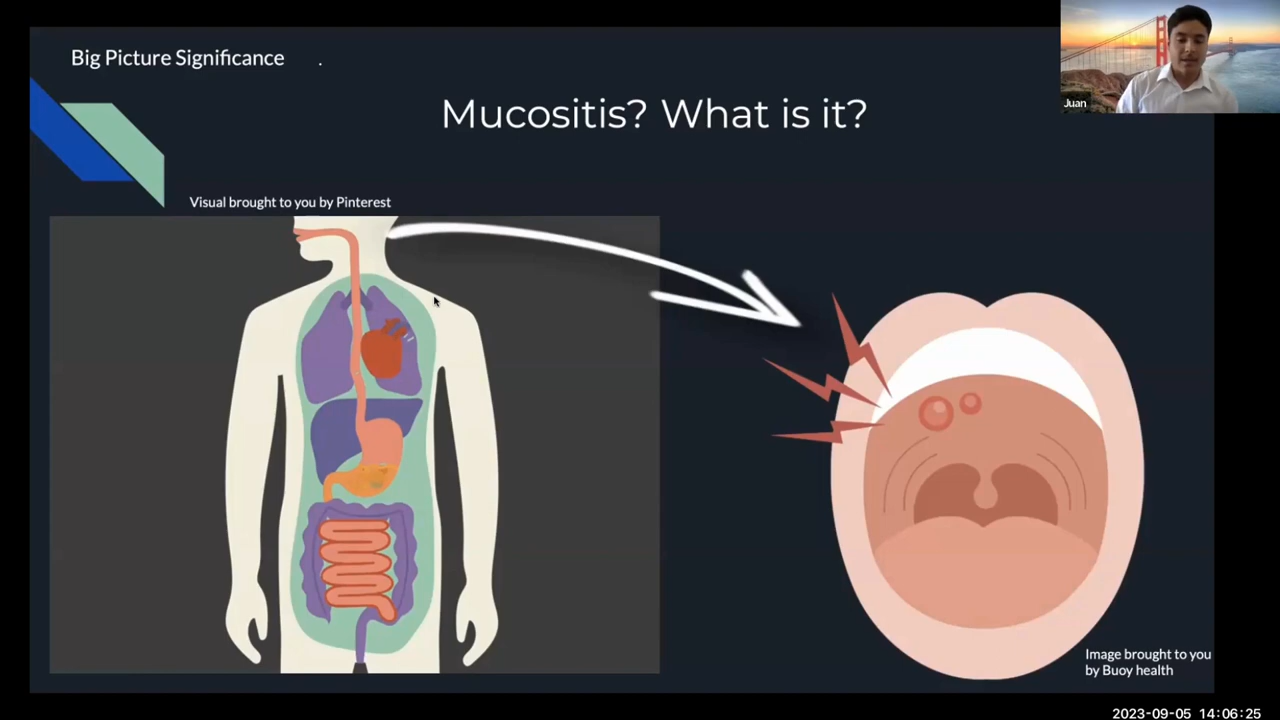 Big Picture Significance .
Juan
Mucositis? What is it?
Visual brought to you by Pinterest
Image brought to you
by Buoy health
2023-09-05 14:06:25